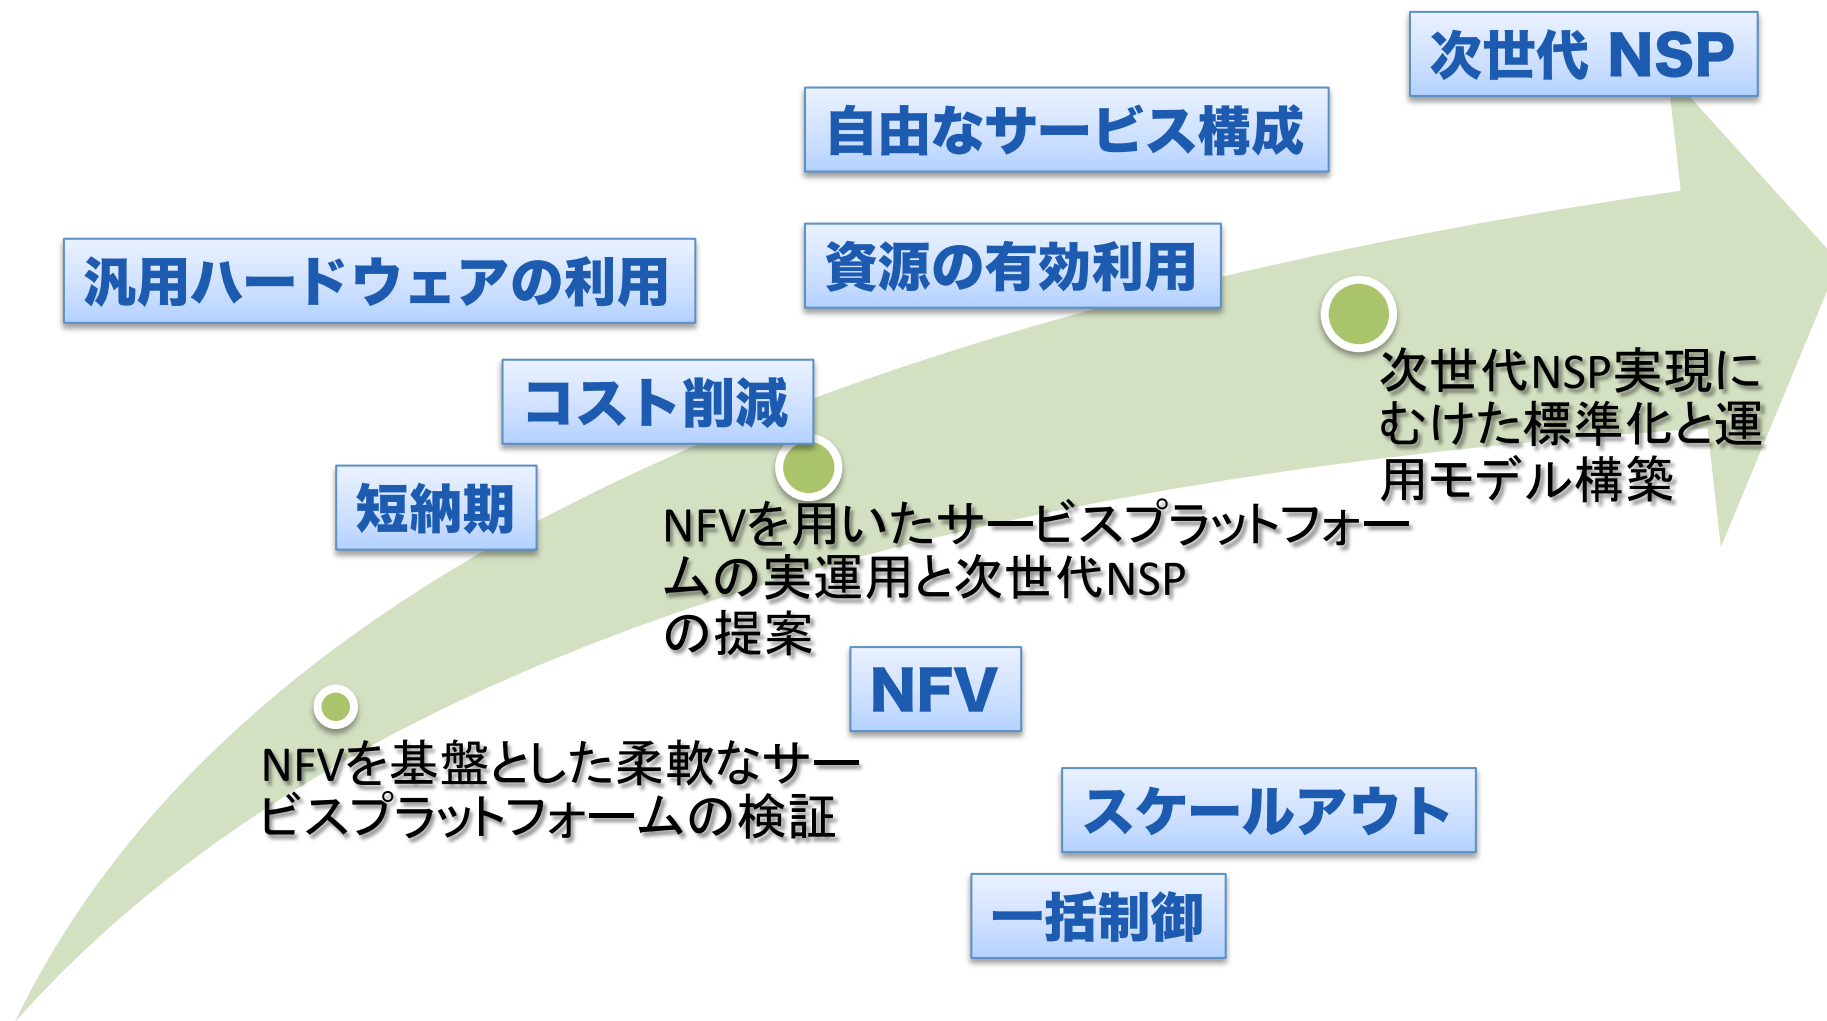 次世代 NSP
自由なサービス構成
資源の有効利用
汎用ハードウェアの利用
コスト削減
短納期
次世代NSP実現に
むけた標準化と運
用モデル構築
NFVを用いたサービスプラットフォー
ムの実運用と次世代NSP
の提案
NFV
NFVを基盤とした柔軟なサー
ビスプラットフォームの検証
スケールアウト
一括制御